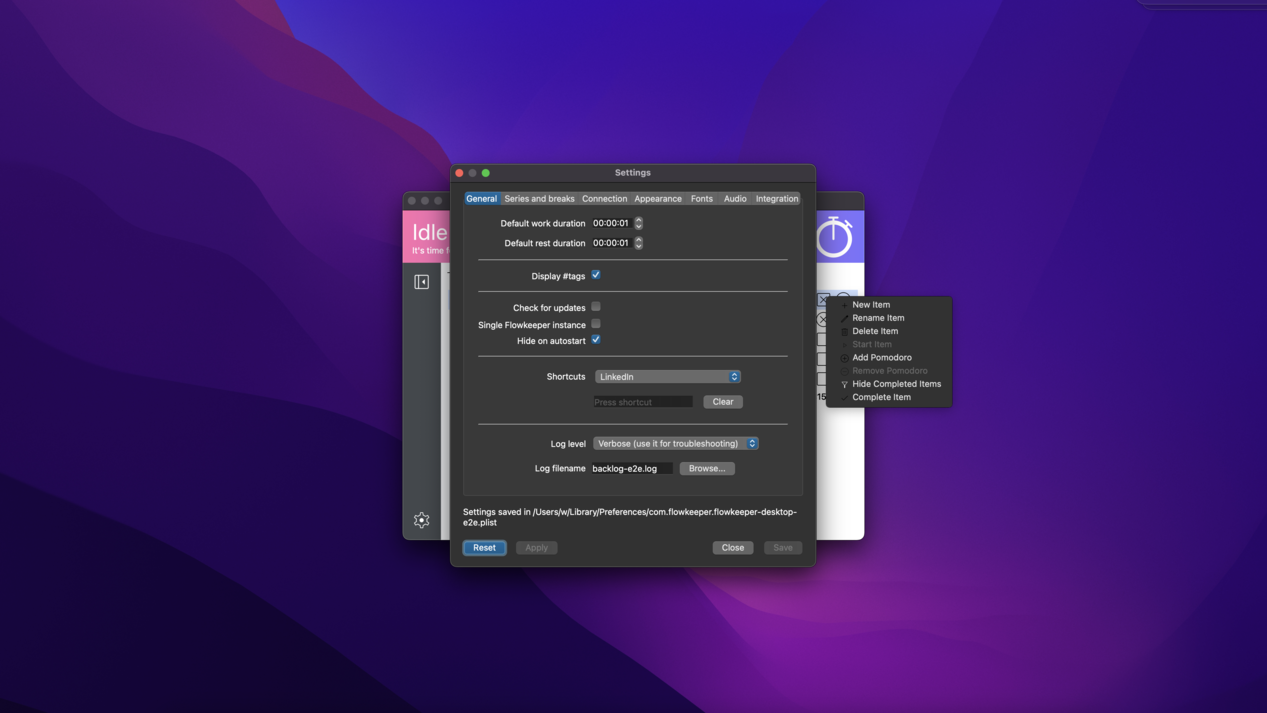 Settings
General Series and breaks Connection Appearance Fonts Audio Integration
Default work duration 00:00:01
Default rest duration 00:00:01
Display #tags
Check for updates
Single Flowkeeper instance
Hide on autostart
Shortcuts LinkedIn
Press shortcut Clear
Log level Verbose (use it for troubleshooting)
Log filename backlog-e2e.log Browse...
Settings saved in /Users/w/Library/Preferences/com.flowkeeper.flowkeeper-desktop-
e2e.plist
Reset Apply Close Save
Idle
It's time
15
New Item
Rename Item
Delete Item
Start Item
Add Pomodoro
Remove Pomodoro
Hide Completed Items
Complete Item